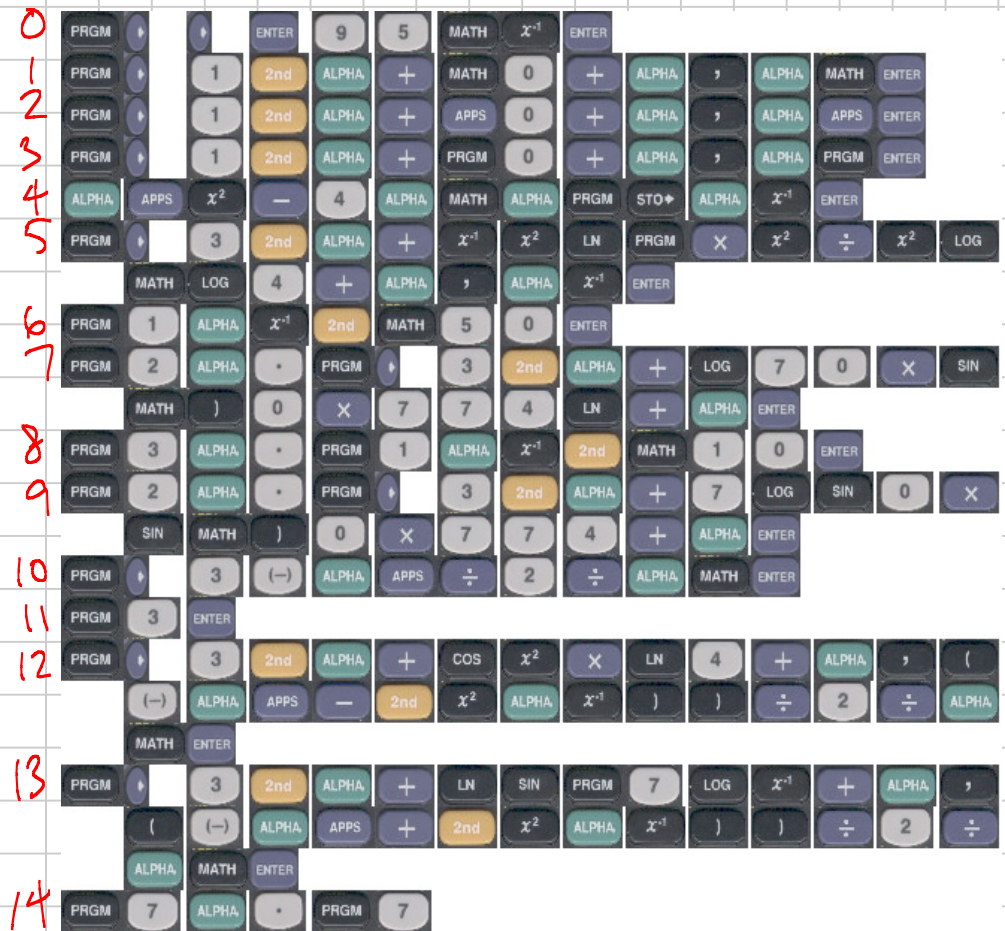 0 PRGM ENTER 9 5 MATH x⁻¹ ENTER
1 PRGM 1 2nd ALPHA + MATH 0 + ALPHA , ALPHA MATH ENTER
2 PRGM 1 2nd ALPHA + APPS 0 + ALPHA , ALPHA APPS ENTER
3 PRGM 1 2nd ALPHA + PRGM 0 + ALPHA , ALPHA PRGM ENTER
4 ALPHA APPS x² − 4 ALPHA MATH ALPHA PRGM STO▸ ALPHA x⁻¹ ENTER
5 PRGM 3 2nd ALPHA + x⁻¹ x² LN PRGM × x² ÷ x² LOG
MATH LOG 4 + ALPHA , ALPHA x⁻¹ ENTER
6 PRGM 1 ALPHA x⁻¹ 2nd MATH 5 0 ENTER
7 PRGM 2 ALPHA . PRGM 3 2nd ALPHA + LOG 7 0 × SIN
MATH ) 0 × 7 7 4 LN + ALPHA ENTER
8 PRGM 3 ALPHA . PRGM 1 ALPHA x⁻¹ 2nd MATH 1 0 ENTER
9 PRGM 2 ALPHA . PRGM 3 2nd ALPHA + 7 LOG SIN 0 ×
SIN MATH ) 0 × 7 7 4 + ALPHA ENTER
10 PRGM 3 (−) ALPHA APPS ÷ 2 ÷ ALPHA MATH ENTER
11 PRGM 3 ENTER
12 PRGM 3 2nd ALPHA + COS x² × LN 4 + ALPHA , (
(−) ALPHA APPS − 2nd x² ALPHA x⁻¹ ) ) ÷ 2 ÷ ALPHA
MATH ENTER
13 PRGM 3 2nd ALPHA + LN SIN PRGM 7 LOG x⁻¹ + ALPHA ,
( (−) ALPHA APPS + 2nd x² ALPHA x⁻¹ ) ) ÷ 2 ÷
ALPHA MATH ENTER
14 PRGM 7 ALPHA . PRGM 7